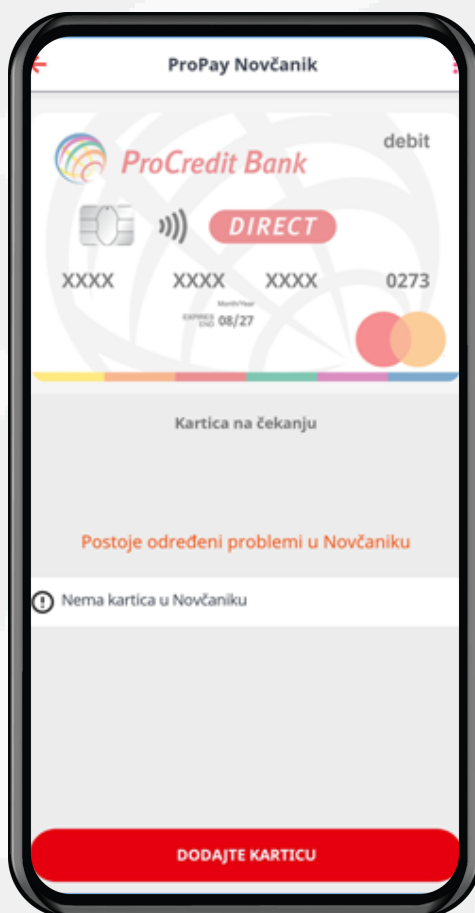 ProPay Novčanik
debit
ProCredit Bank
DIRECT
XXXX XXXX XXXX 0273
Month/Year
EXPIRES END 08/27
Kartica na čekanju
Postoje određeni problemi u Novčaniku
Nema kartica u Novčaniku
DODAJTE KARTICU